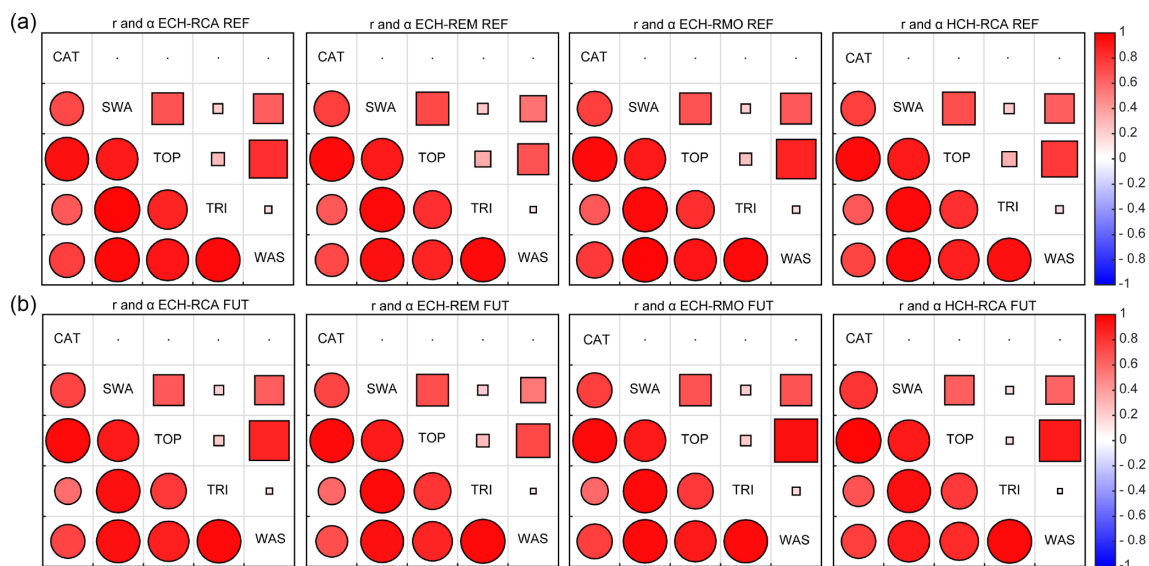 (a)
r and α ECH-RCA REF
r and α ECH-REM REF
r and α ECH-RMO REF
r and α HCH-RCA REF
CAT
SWA
TOP
TRI
WAS
CAT
SWA
TOP
TRI
WAS
CAT
SWA
TOP
TRI
WAS
CAT
SWA
TOP
TRI
WAS
1
0.8
0.6
0.4
0.2
0
- 0.2
- 0.4
- 0.6
- 0.8
- 1
(b)
r and α ECH-RCA FUT
r and α ECH-REM FUT
r and α ECH-RMO FUT
r and α HCH-RCA FUT
CAT
SWA
TOP
TRI
WAS
CAT
SWA
TOP
TRI
WAS
CAT
SWA
TOP
TRI
WAS
CAT
SWA
TOP
TRI
WAS
1
0.8
0.6
0.4
0.2
0
- 0.2
- 0.4
- 0.6
- 0.8
- 1